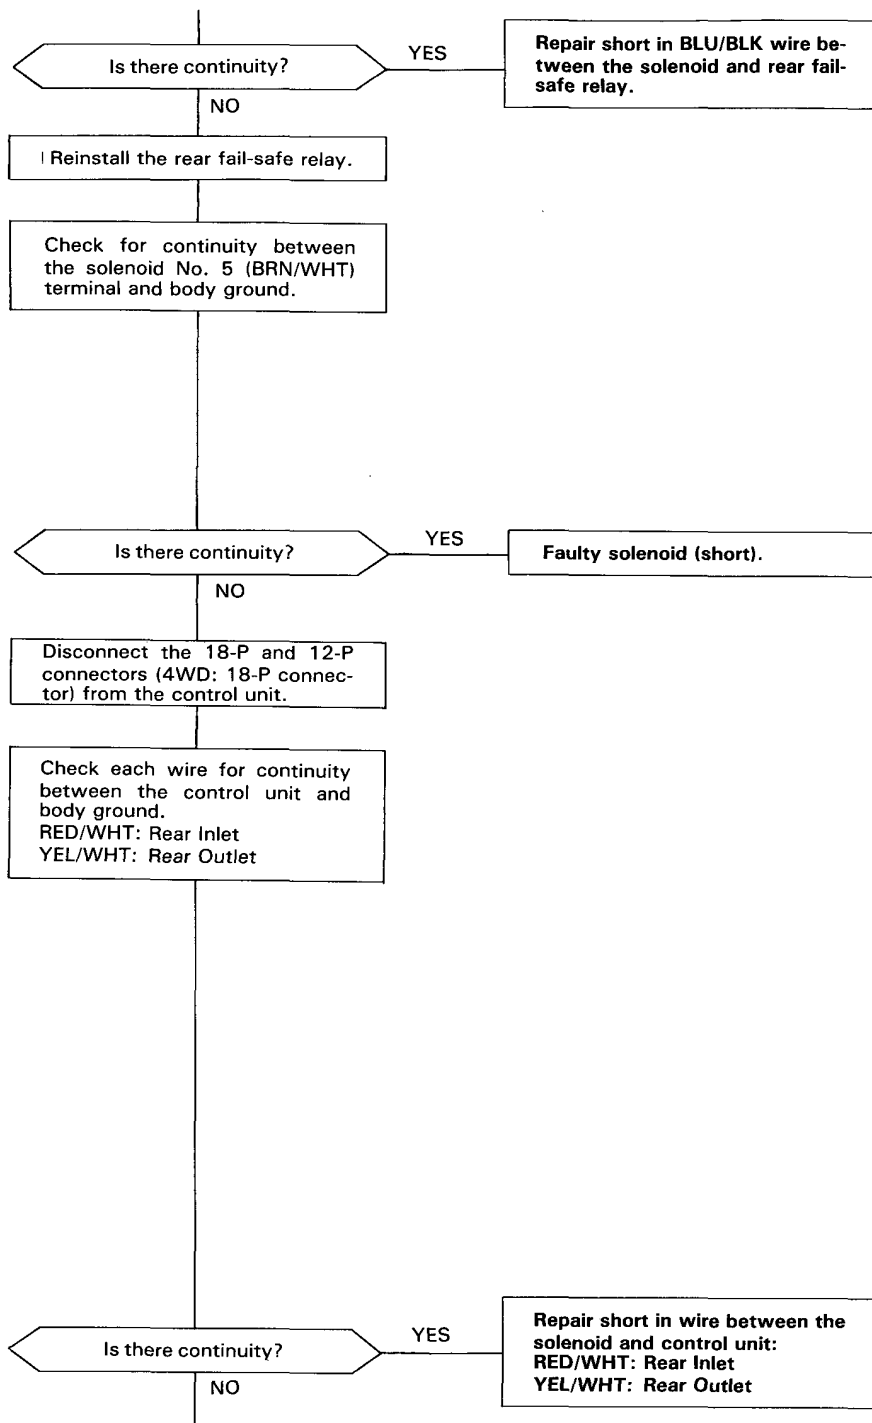 Is there continuity?
YES
Repair short in BLU/BLK wire be-
tween the solenoid and rear fail-
safe relay.
NO
Reinstall the rear fail-safe relay.
Check for continuity between
the solenoid No. 5 (BRN/WHT)
terminal and body ground.
Is there continuity?
YES
Faulty solenoid (short).
NO
Disconnect the 18-P and 12-P
connectors (4WD: 18-P connec-
tor) from the control unit.
Check each wire for continuity
between the control unit and
body ground.
RED/WHT: Rear Inlet
YEL/WHT: Rear Outlet
Is there continuity?
YES
Repair short in wire between the
solenoid and control unit:
RED/WHT: Rear Inlet
YEL/WHT: Rear Outlet
NO